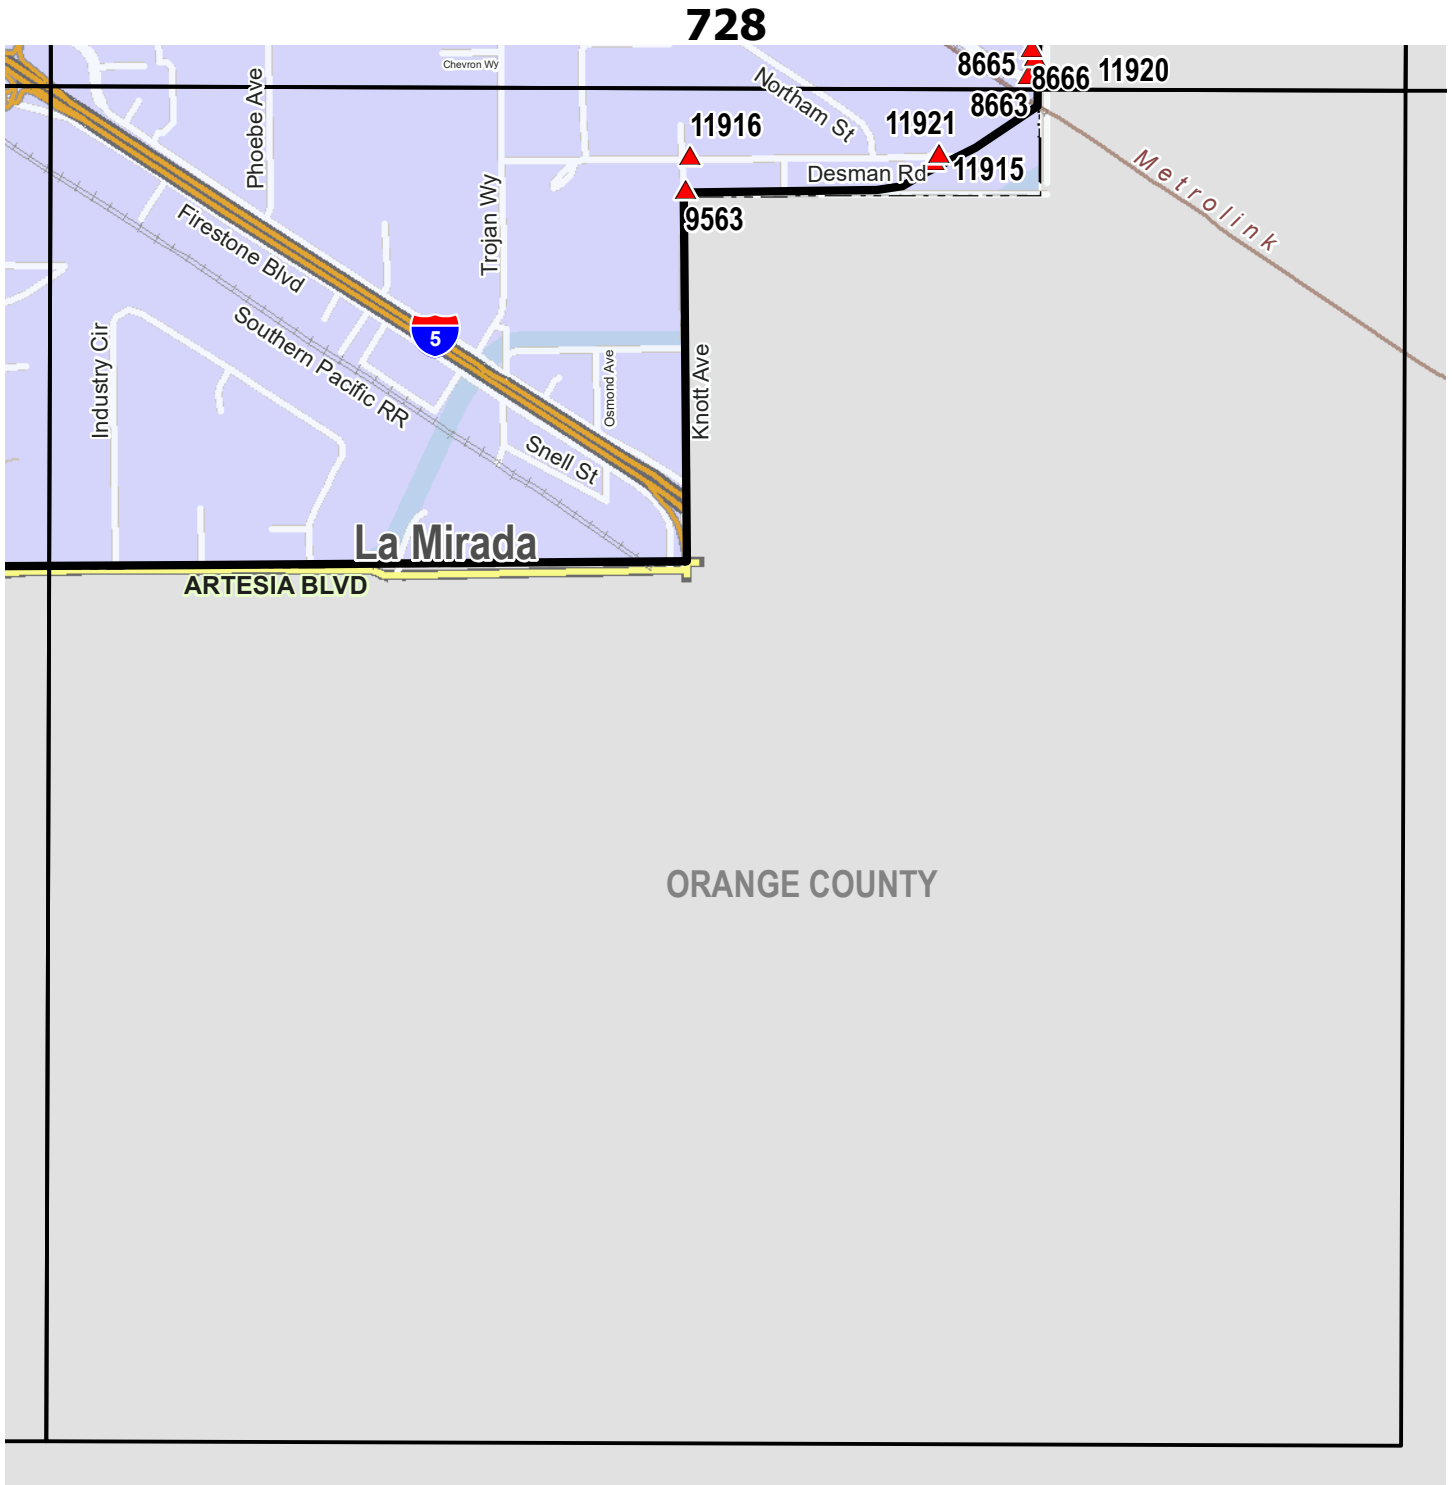 728
Chevron Wy
8665
8666
11920
Northam St
8663
Phoebe Ave
11916
11921
Desman Rd
11915
Metrolink
9563
Firestone Blvd
Trojan Wy
Southern Pacific RR
5
Industry Cir
Osmond Ave
Knott Ave
Snell St
La Mirada
ARTESIA BLVD
ORANGE COUNTY